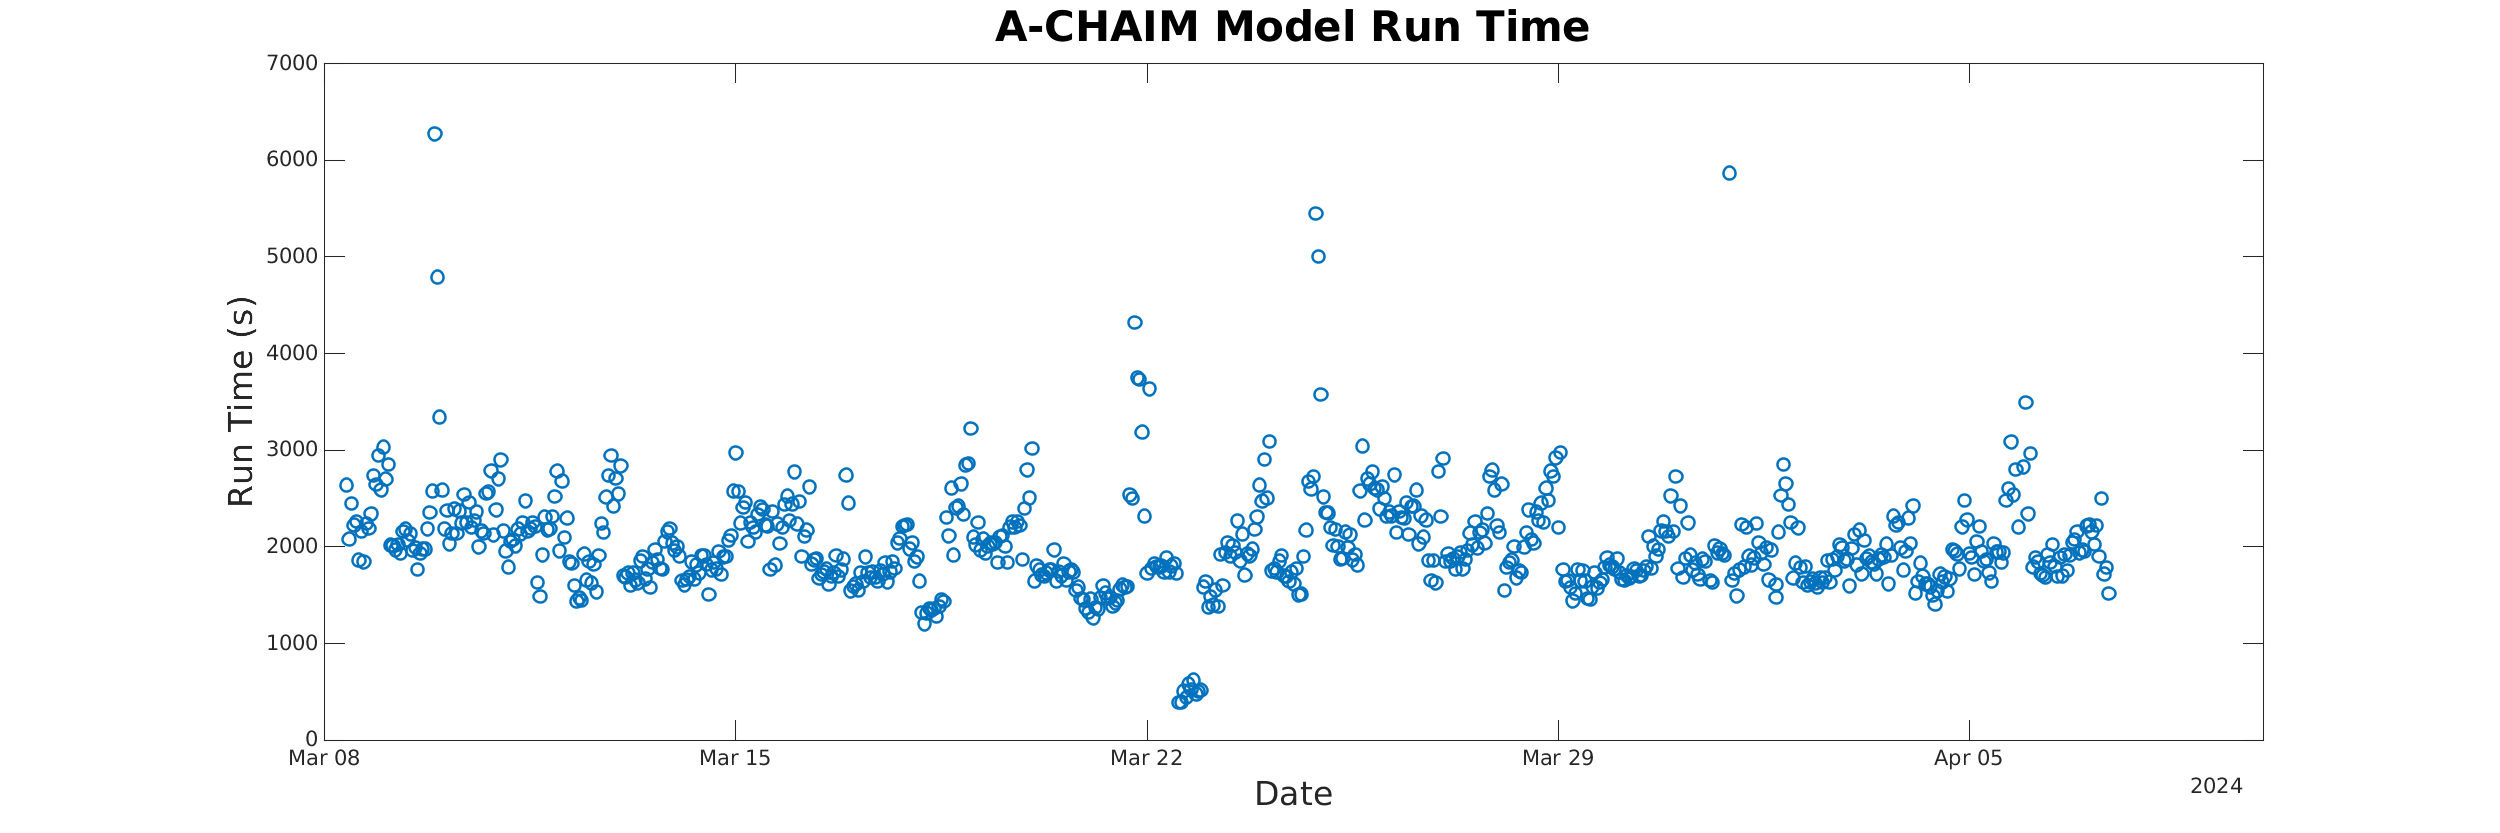 A-CHAIM Model Run Time
Run Time (s)
7000
6000
5000
4000
3000
2000
1000
0
Mar 08 Mar 15 Mar 22 Mar 29 Apr 05
2024
Date